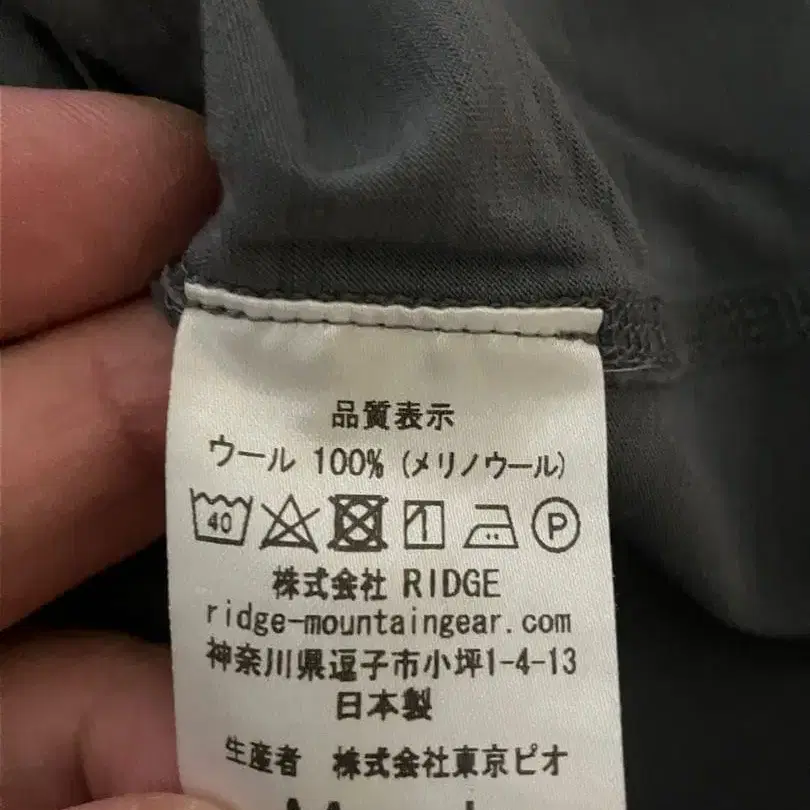 品質表示
ウール 100% (メリノウール)
40 P
株式会社 RIDGE
ridge-mountaingear.com
神奈川県逗子市小坪1-4-13
日本製
生産者 株式会社東京ピオ